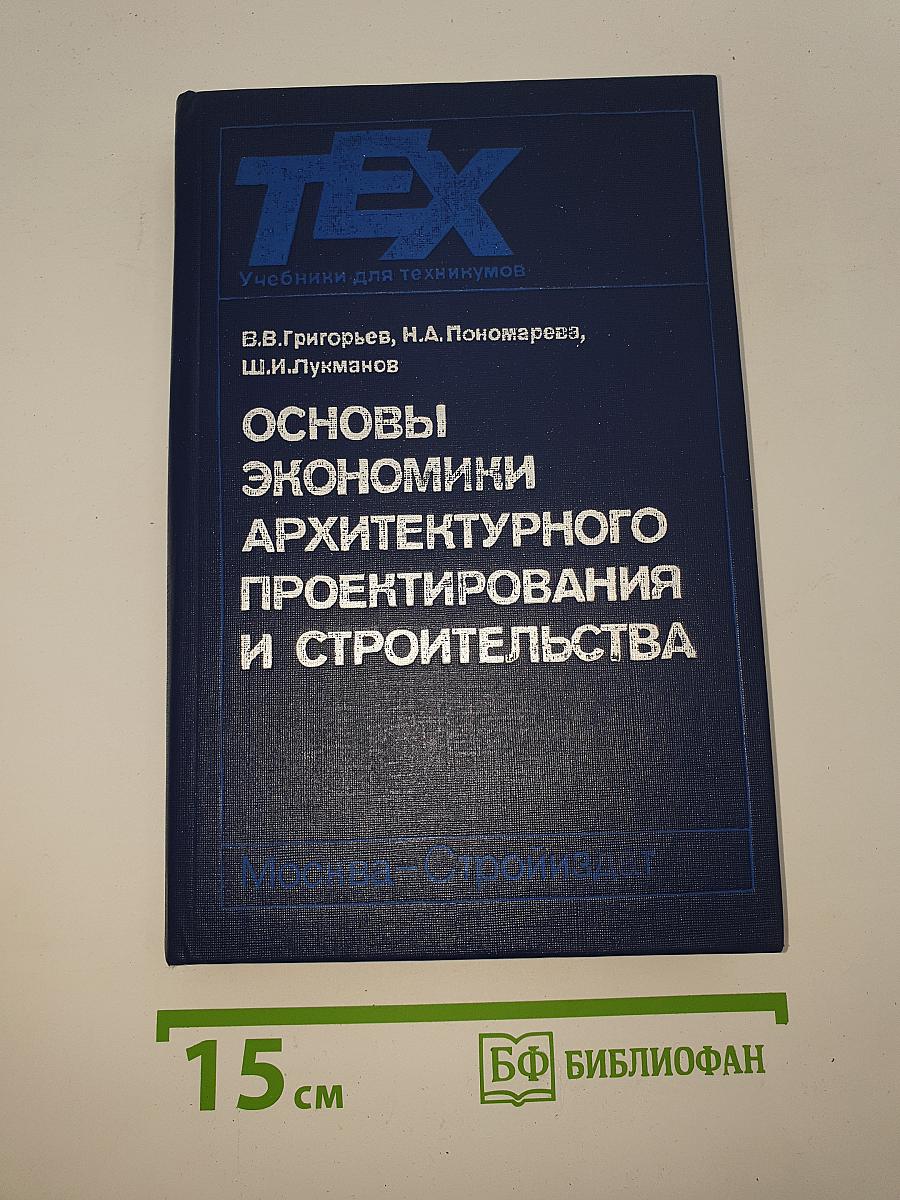 ТЕХ
Учебники для техникумов
В.В.Григорьев, Н.А.Пономарева,
Ш.И.Лукманов
ОСНОВЫ
ЭКОНОМИКИ
АРХИТЕКТУРНОГО
ПРОЕКТИРОВАНИЯ
И СТРОИТЕЛЬСТВА
Москва–Стройиздат
15 см
БФ БИБЛИОФАН